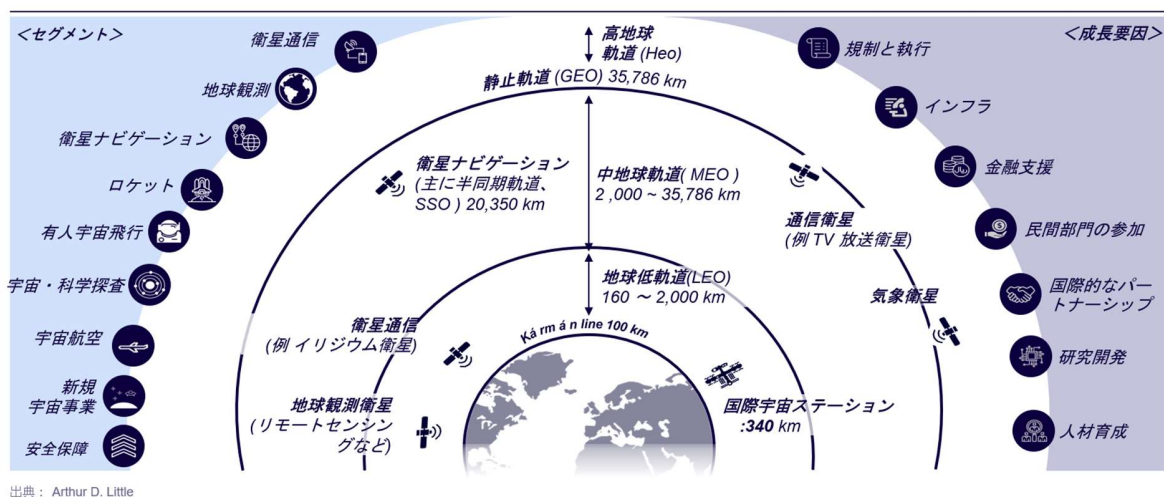 <セグメント>
衛星通信
地球観測
衛星ナビゲーション
ロケット
有人宇宙飛行
宇宙・科学探査
宇宙航空
新規
宇宙事業
安全保障
高地球
軌道 (Heo)
静止軌道 (GEO) 35,786 km
衛星ナビゲーション
(主に半同期軌道、
SSO ) 20,350 km
中地球軌道( MEO )
2 ,000 ~ 35,786 km
通信衛星
(例 TV 放送衛星)
地球低軌道(LEO)
160 ～ 2,000 km
気象衛星
衛星通信
(例 イリジウム衛星)
Ká rm á n line 100 km
地球観測衛星
(リモートセンシン
グなど)
国際宇宙ステーション
:340 km
<成長要因>
規制と執行
インフラ
金融支援
民間部門の参加
国際的なパー
トナーシップ
研究開発
人材育成
出典： Arthur D. Little